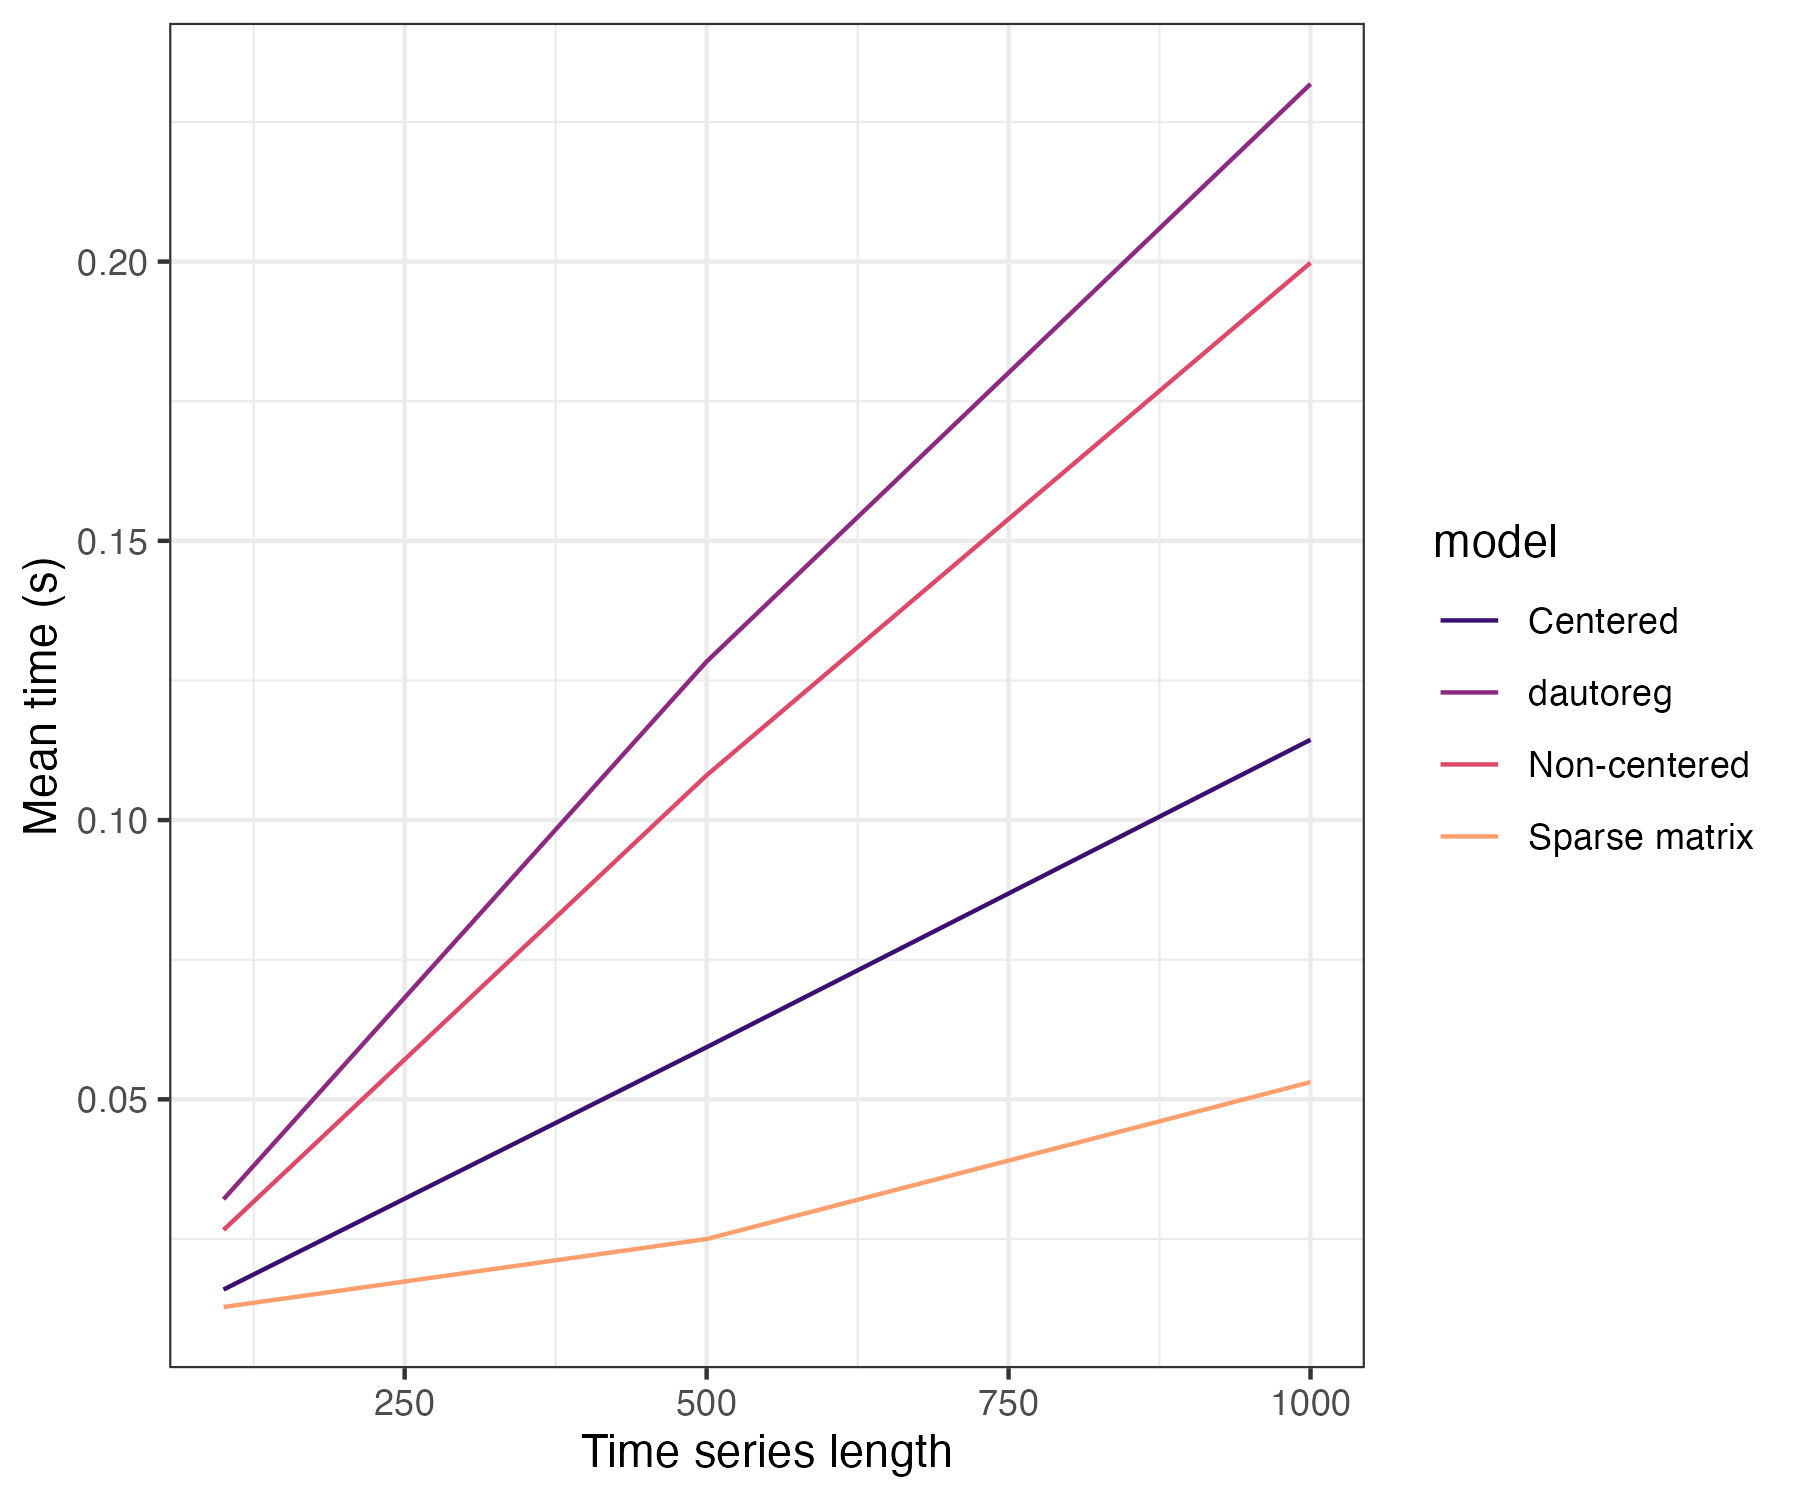 0.20
0.15
0.10
0.05
Mean time (s)
250
500
750
1000
Time series length
model
Centered
dautoreg
Non-centered
Sparse matrix